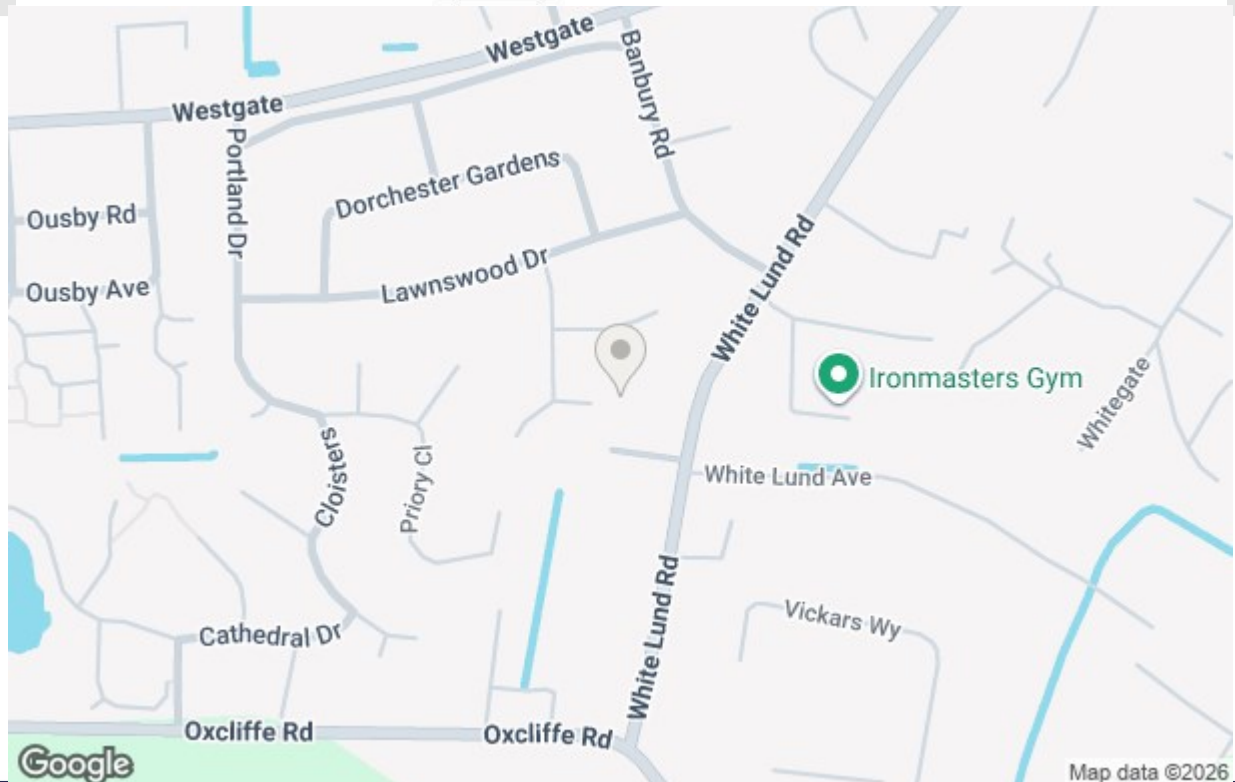 Westgate
Banbury Rd
Westgate
Portland Dr
Dorchester Gardens
Ousby Rd
White Lund Rd
Lawnswood Dr
Ousby Ave
Ironmasters Gym
Whitegate
Cloisters
Priory Cl
White Lund Ave
White Lund Rd
Vickars Wy
Cathedral Dr
Oxcliffe Rd
Oxcliffe Rd
Google
Map data ©2026